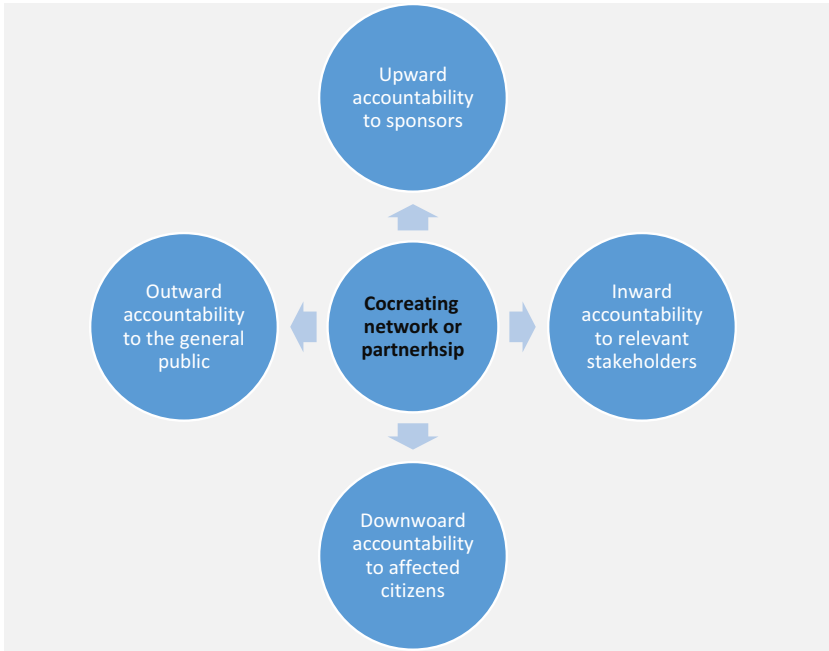 Upward
accountability
to sponsors
Outward
accountability
to the general
public
Cocreating
network or
partnerhsip
Inward
accountability
to relevant
stakeholders
Downwoard
accountability
to affected
citizens